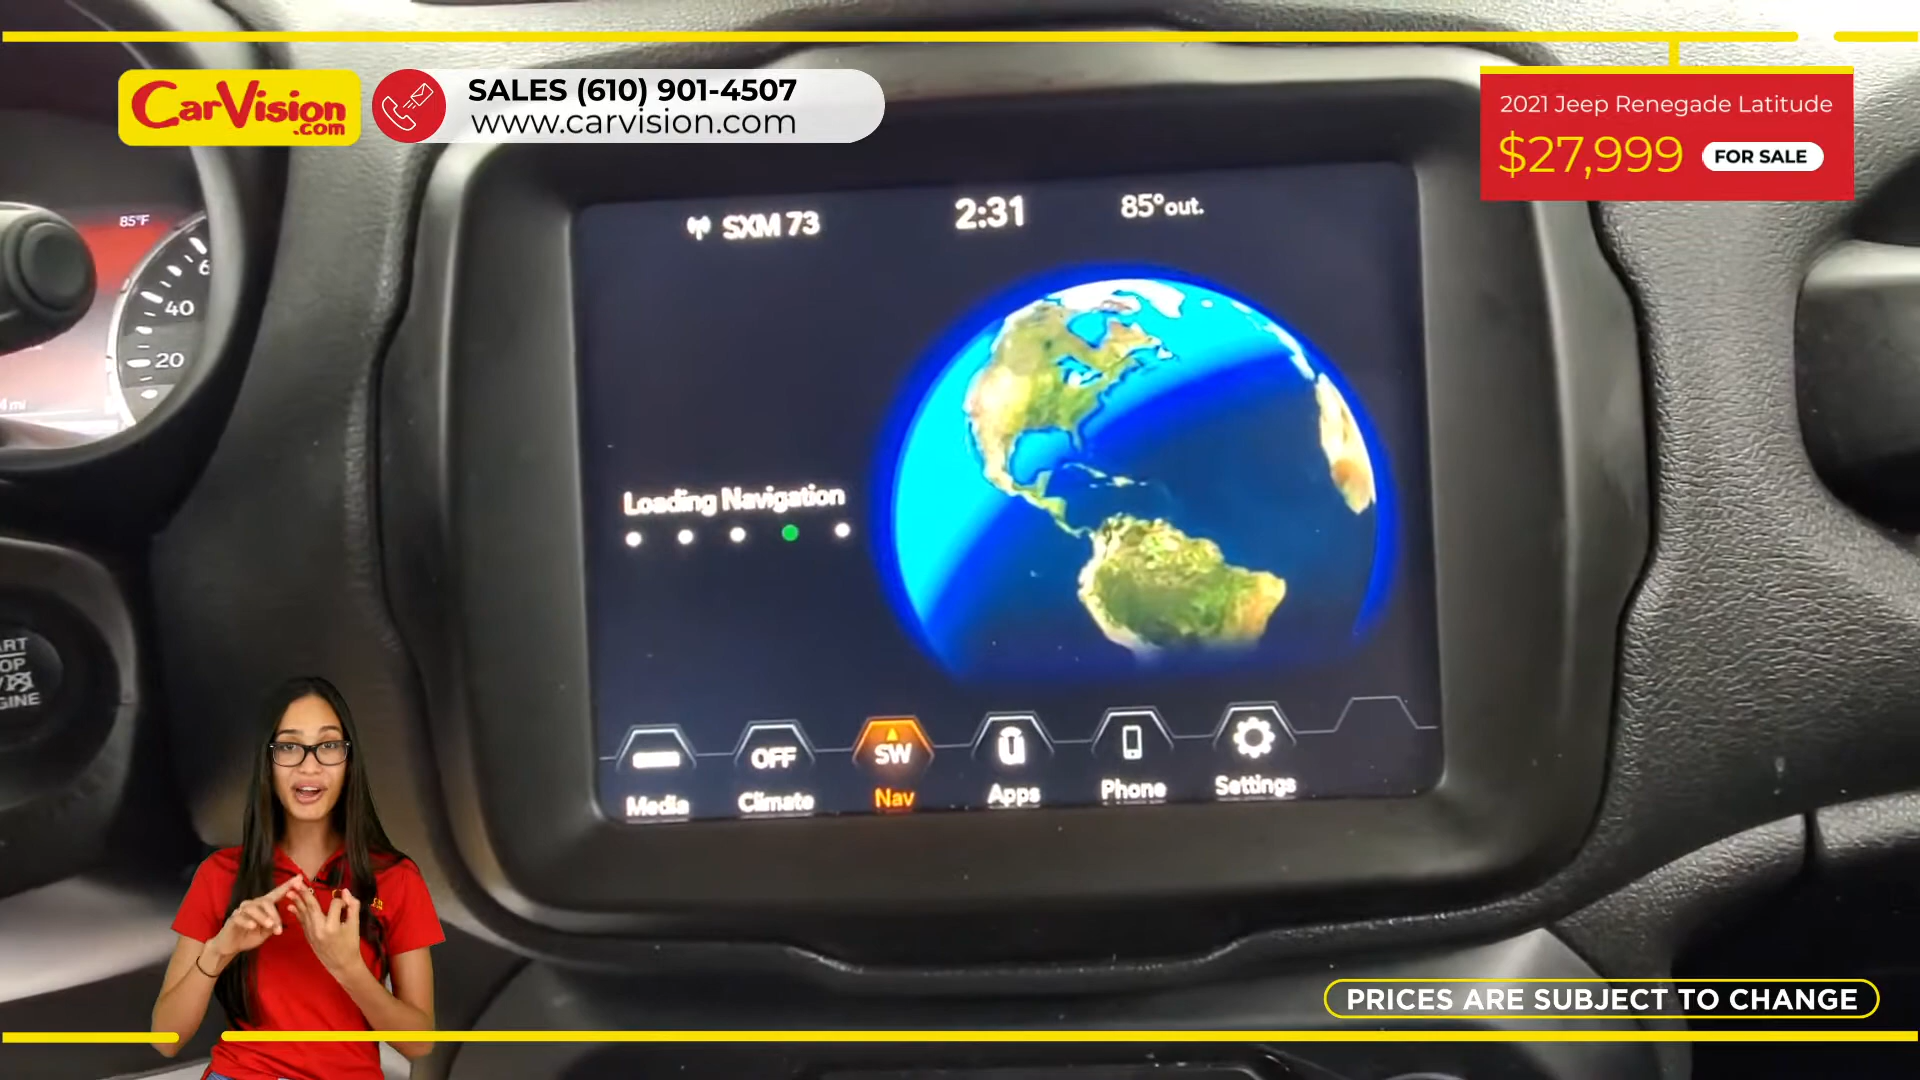 CarVision
.com
SALES (610) 901-4507
www.carvision.com
2021 Jeep Renegade Latitude
$27,999 FOR SALE
SXM 73 2:31 85° out.
85°F
40
20
Loading Navigation
OFF SW
Media Climate Nav Apps Phone Settings
PRICES ARE SUBJECT TO CHANGE